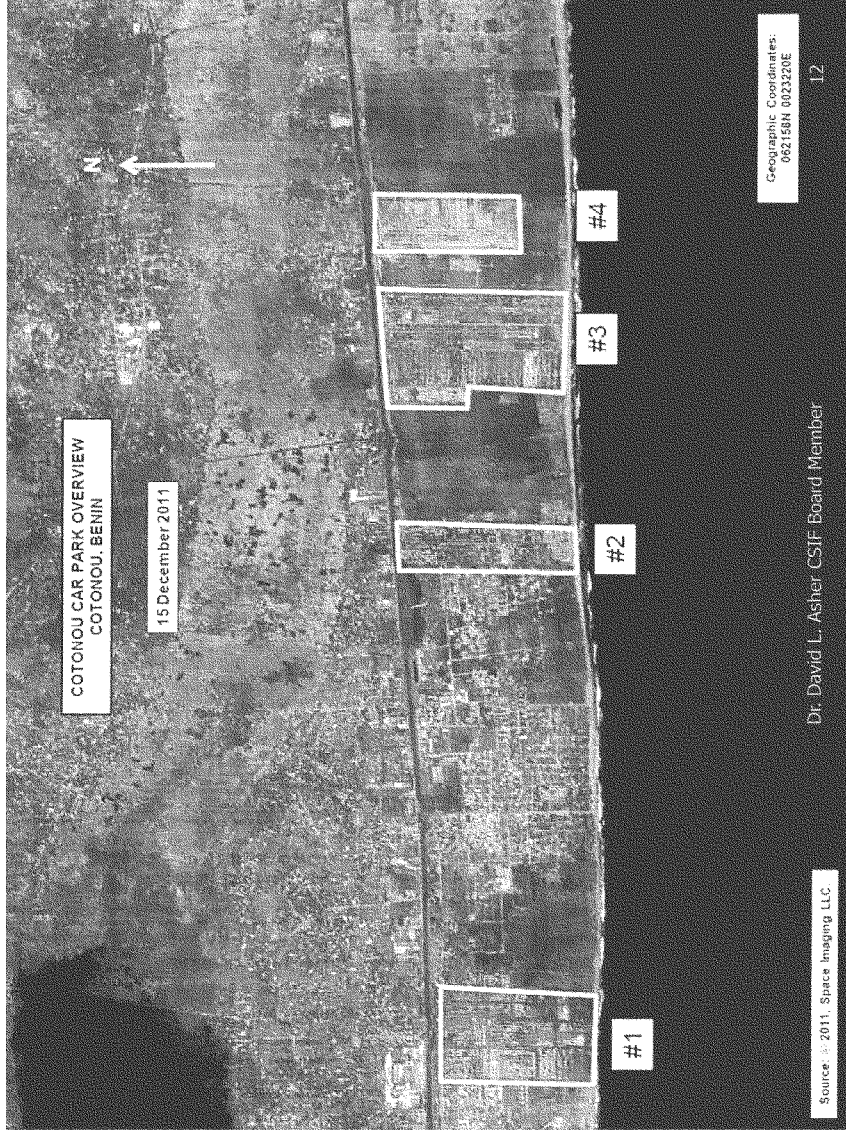 COTONOU CAR PARK OVERVIEW
COTONOU, BENIN
15 December 2011
N
#1
#2
#3
#4
Geographic Coordinates:
062158N 0023220E
Source: © 2011, Space Imaging LLC
Dr. David L. Asher CSIF Board Member
12